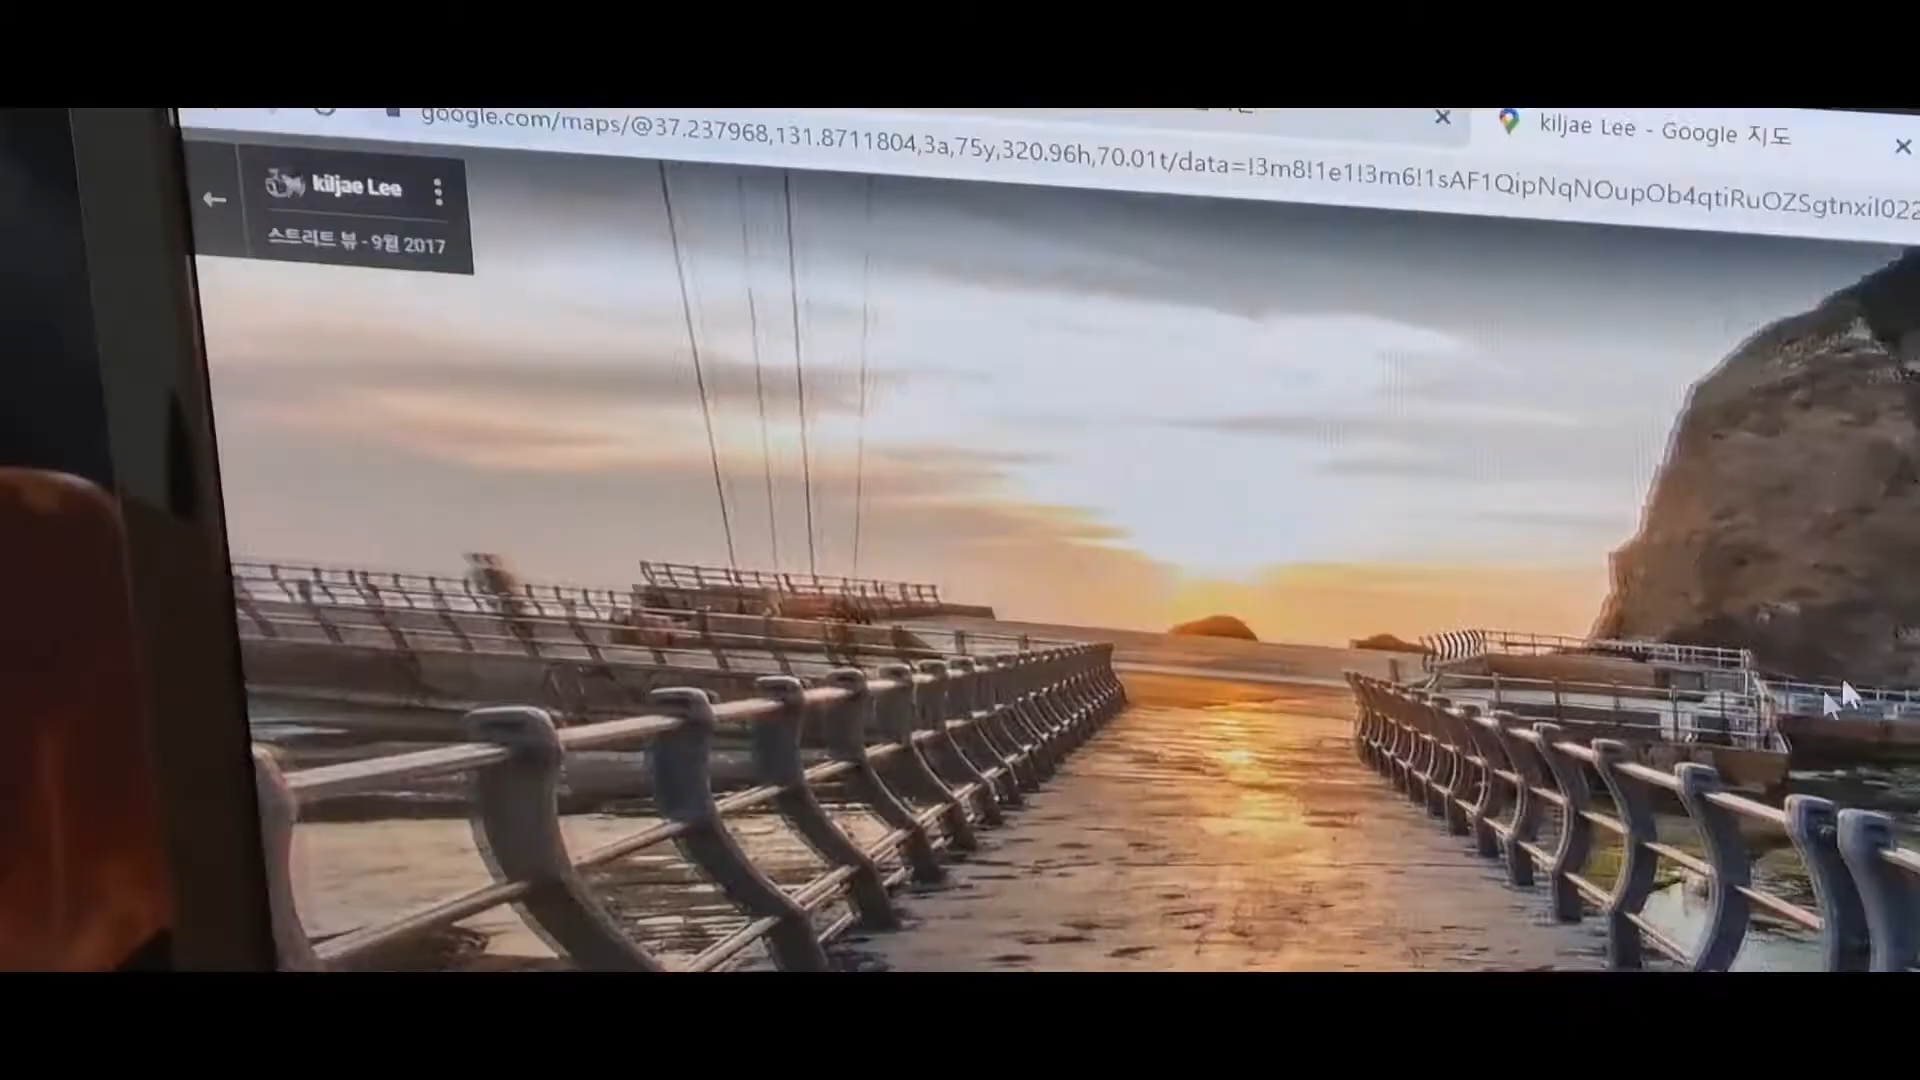 kiljae Lee - Google 지도
google.com/maps/@37.237968,131.8711804,3a,75y,320.96h,70.01t/data=!3m8!1e1!3m6!1sAF1QipNqNOupOb4qtiRuOZSgtnxil022
kiljae Lee
스트리트 뷰 - 9월 2017